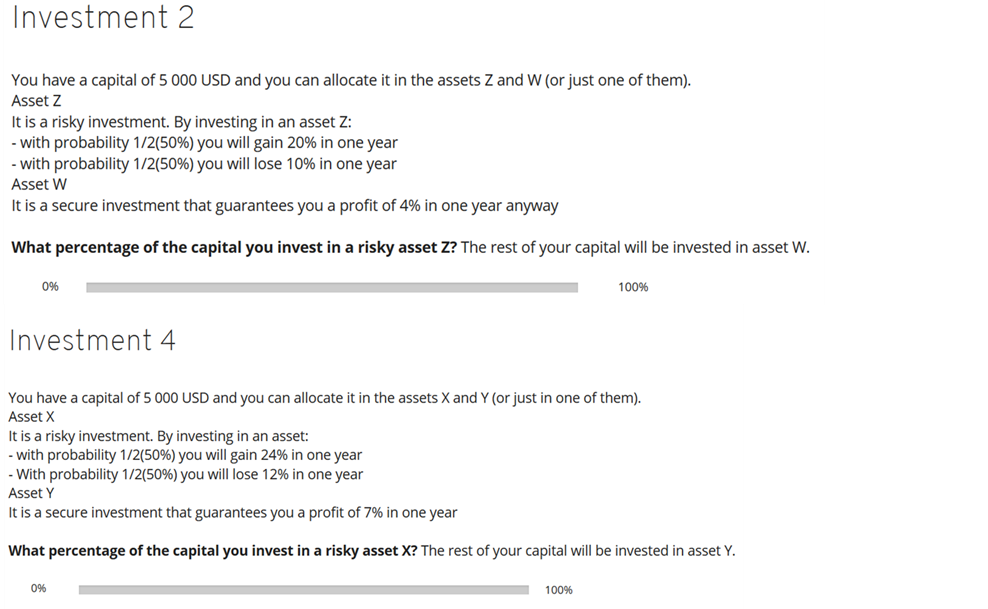 Investment 2
You have a capital of 5 000 USD and you can allocate it in the assets Z and W (or just one of them).
Asset Z
It is a risky investment. By investing in an asset Z:
- with probability 1/2(50%) you will gain 20% in one year
- with probability 1/2(50%) you will lose 10% in one year
Asset W
It is a secure investment that guarantees you a profit of 4% in one year anyway
What percentage of the capital you invest in a risky asset Z? The rest of your capital will be invested in asset W.
0% 100%
Investment 4
You have a capital of 5 000 USD and you can allocate it in the assets X and Y (or just in one of them).
Asset X
It is a risky investment. By investing in an asset:
- with probability 1/2(50%) you will gain 24% in one year
- With probability 1/2(50%) you will lose 12% in one year
Asset Y
It is a secure investment that guarantees you a profit of 7% in one year
What percentage of the capital you invest in a risky asset X? The rest of your capital will be invested in asset Y.
0% 100%